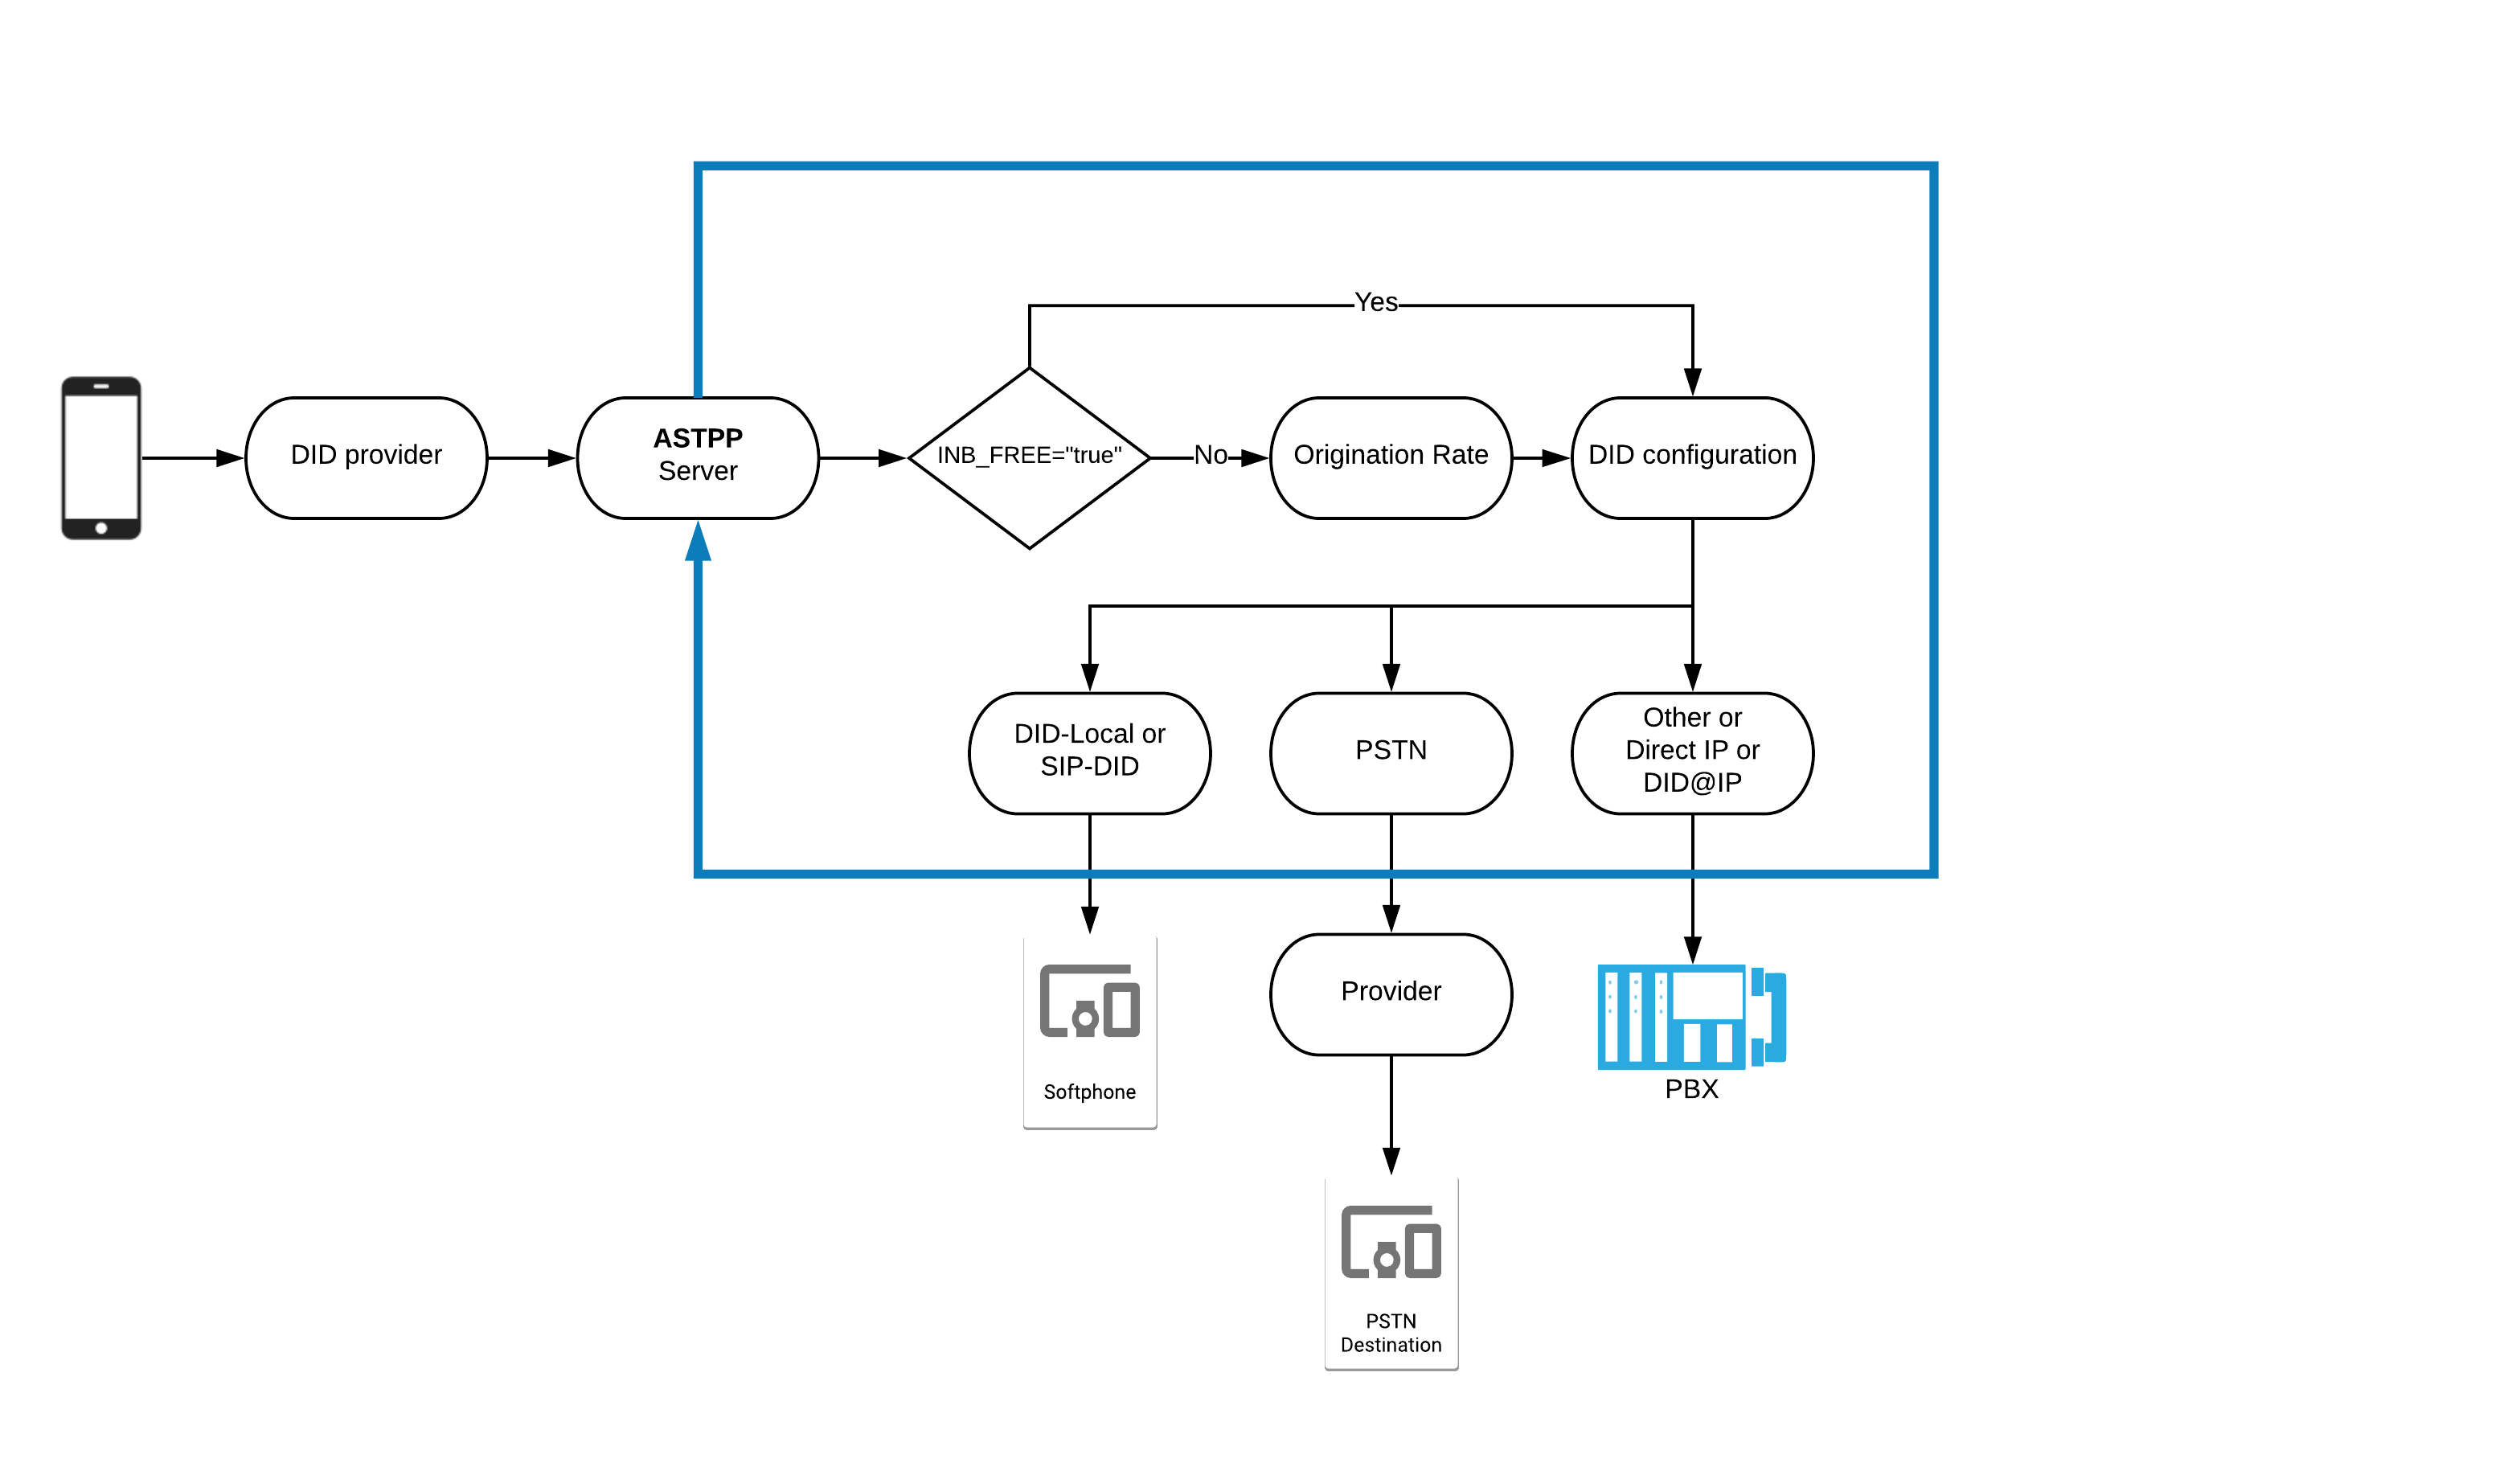 Yes
DID provider
ASTPP
Server
INB_FREE="true"
No
Origination Rate
DID configuration
DID-Local or
SIP-DID
PSTN
Other or
Direct IP or
DID@IP
Softphone
Provider
PBX
PSTN
Destination